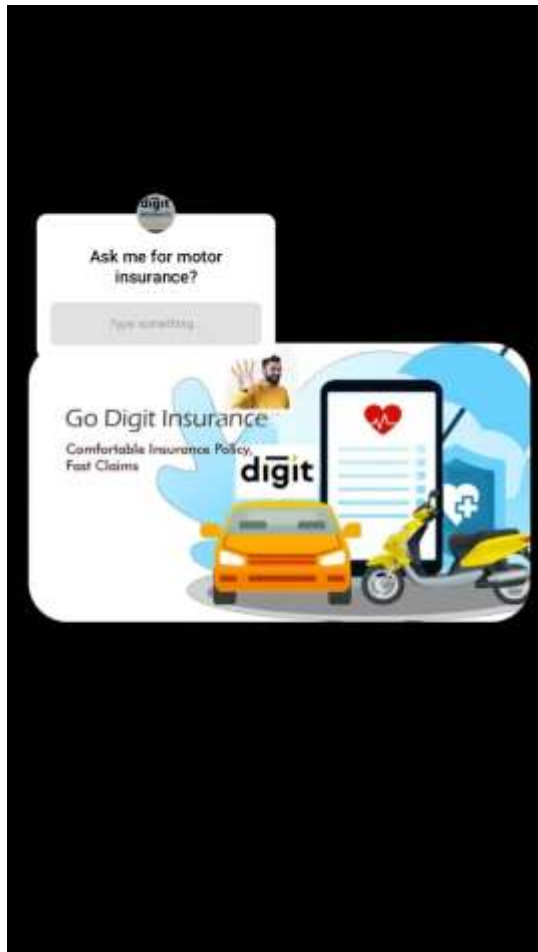 digit
Ask me for motor
insurance?
Type something...
Go Digit Insurance
Comfortable Insurance Policy,
Fast Claims
digit